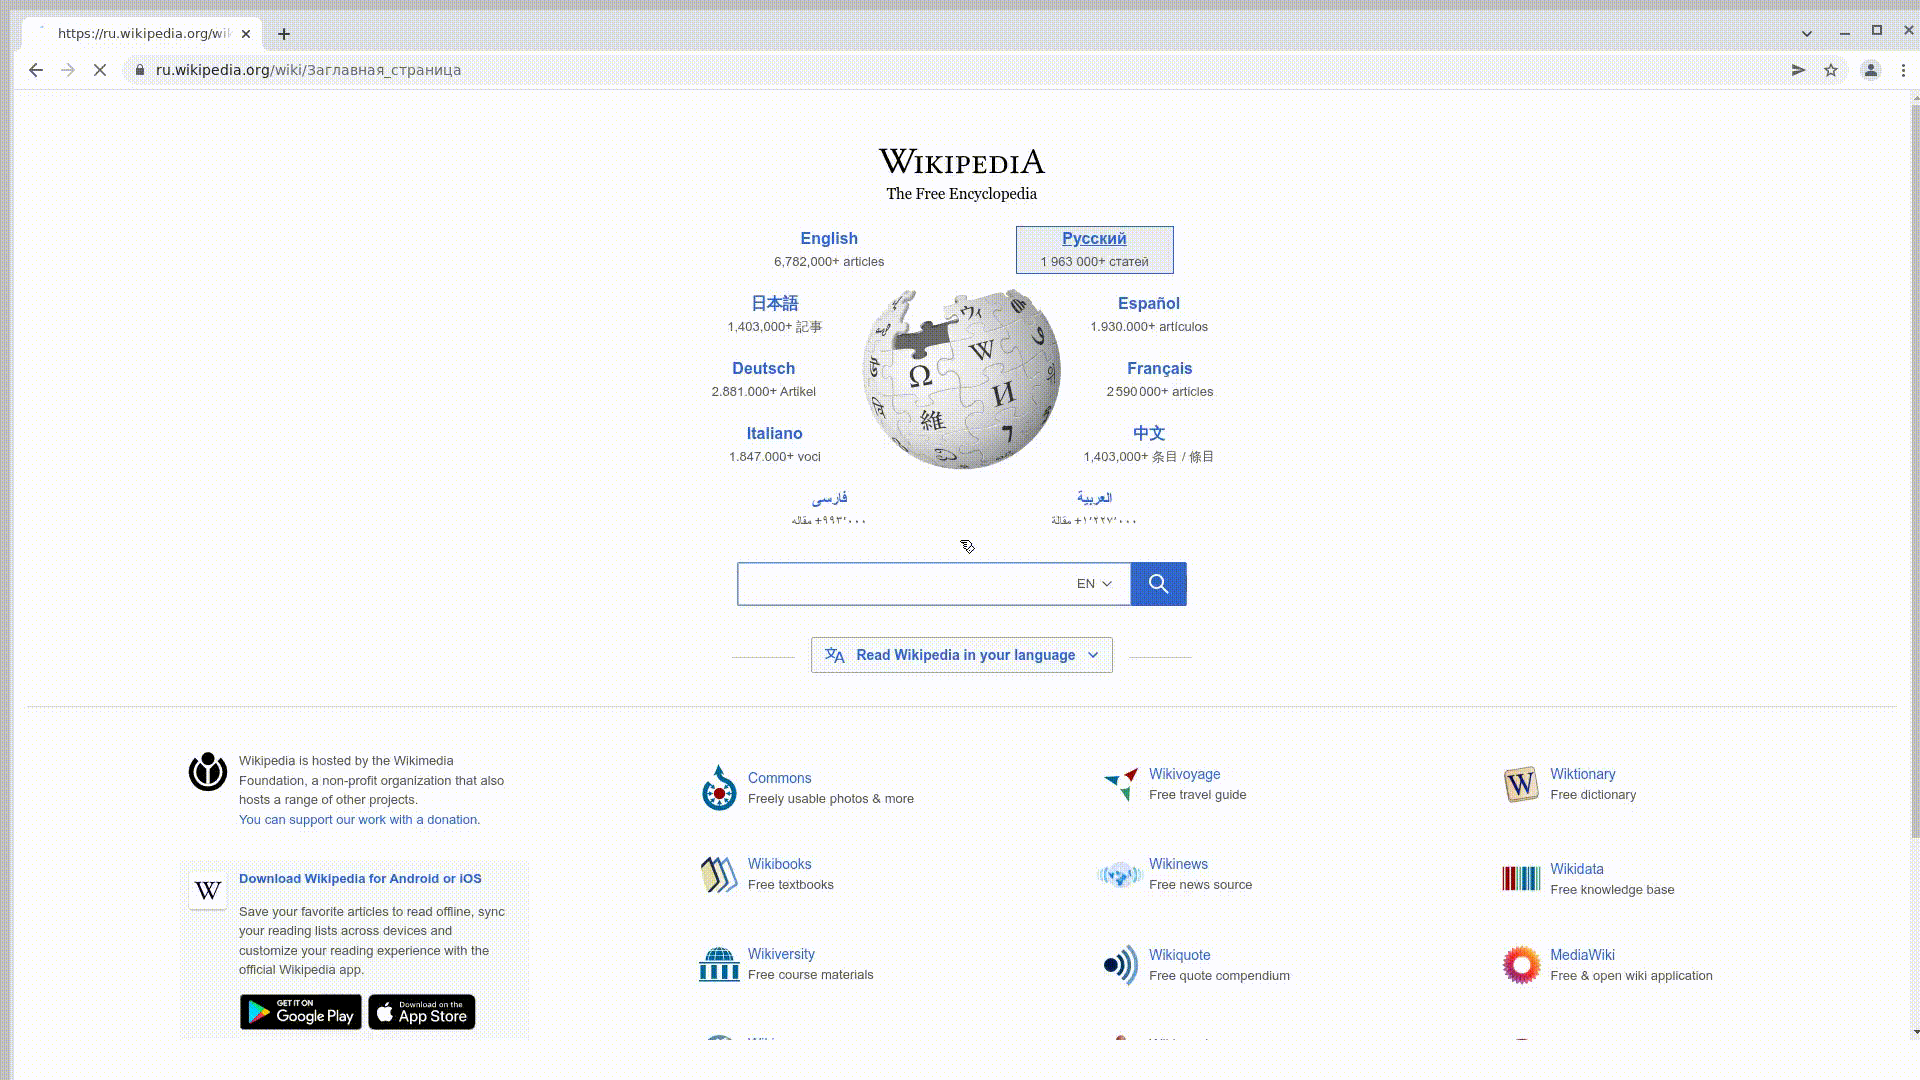 https://ru.wikipedia.org/wik
ru.wikipedia.org/wiki/Заглавная_страница
WIKIPEDIA
The Free Encyclopedia
English
6,782,000+ articles
Русский
1 963 000+ статей
日本語
1,403,000+ 記事
Español
1.930.000+ artículos
Deutsch
2.881.000+ Artikel
Français
2 590 000+ articles
Italiano
1.847.000+ voci
中文
1,403,000+ 条目 / 條目
فارسی
۹۹۳٬۰۰۰+ مقاله
العربية
١٬٢٢٧٬٠٠٠+ مقالة
Ω
W
И
維
EN
Read Wikipedia in your language
Wikipedia is hosted by the Wikimedia
Foundation, a non-profit organization that also
hosts a range of other projects.
You can support our work with a donation.
W
Download Wikipedia for Android or iOS
Save your favorite articles to read offline, sync
your reading lists across devices and
customize your reading experience with the
official Wikipedia app.
GET IT ON
Google Play
Download on the
App Store
Commons
Freely usable photos & more
Wikivoyage
Free travel guide
W
Wiktionary
Free dictionary
Wikibooks
Free textbooks
Wikinews
Free news source
Wikidata
Free knowledge base
Wikiversity
Free course materials
Wikiquote
Free quote compendium
MediaWiki
Free & open wiki application